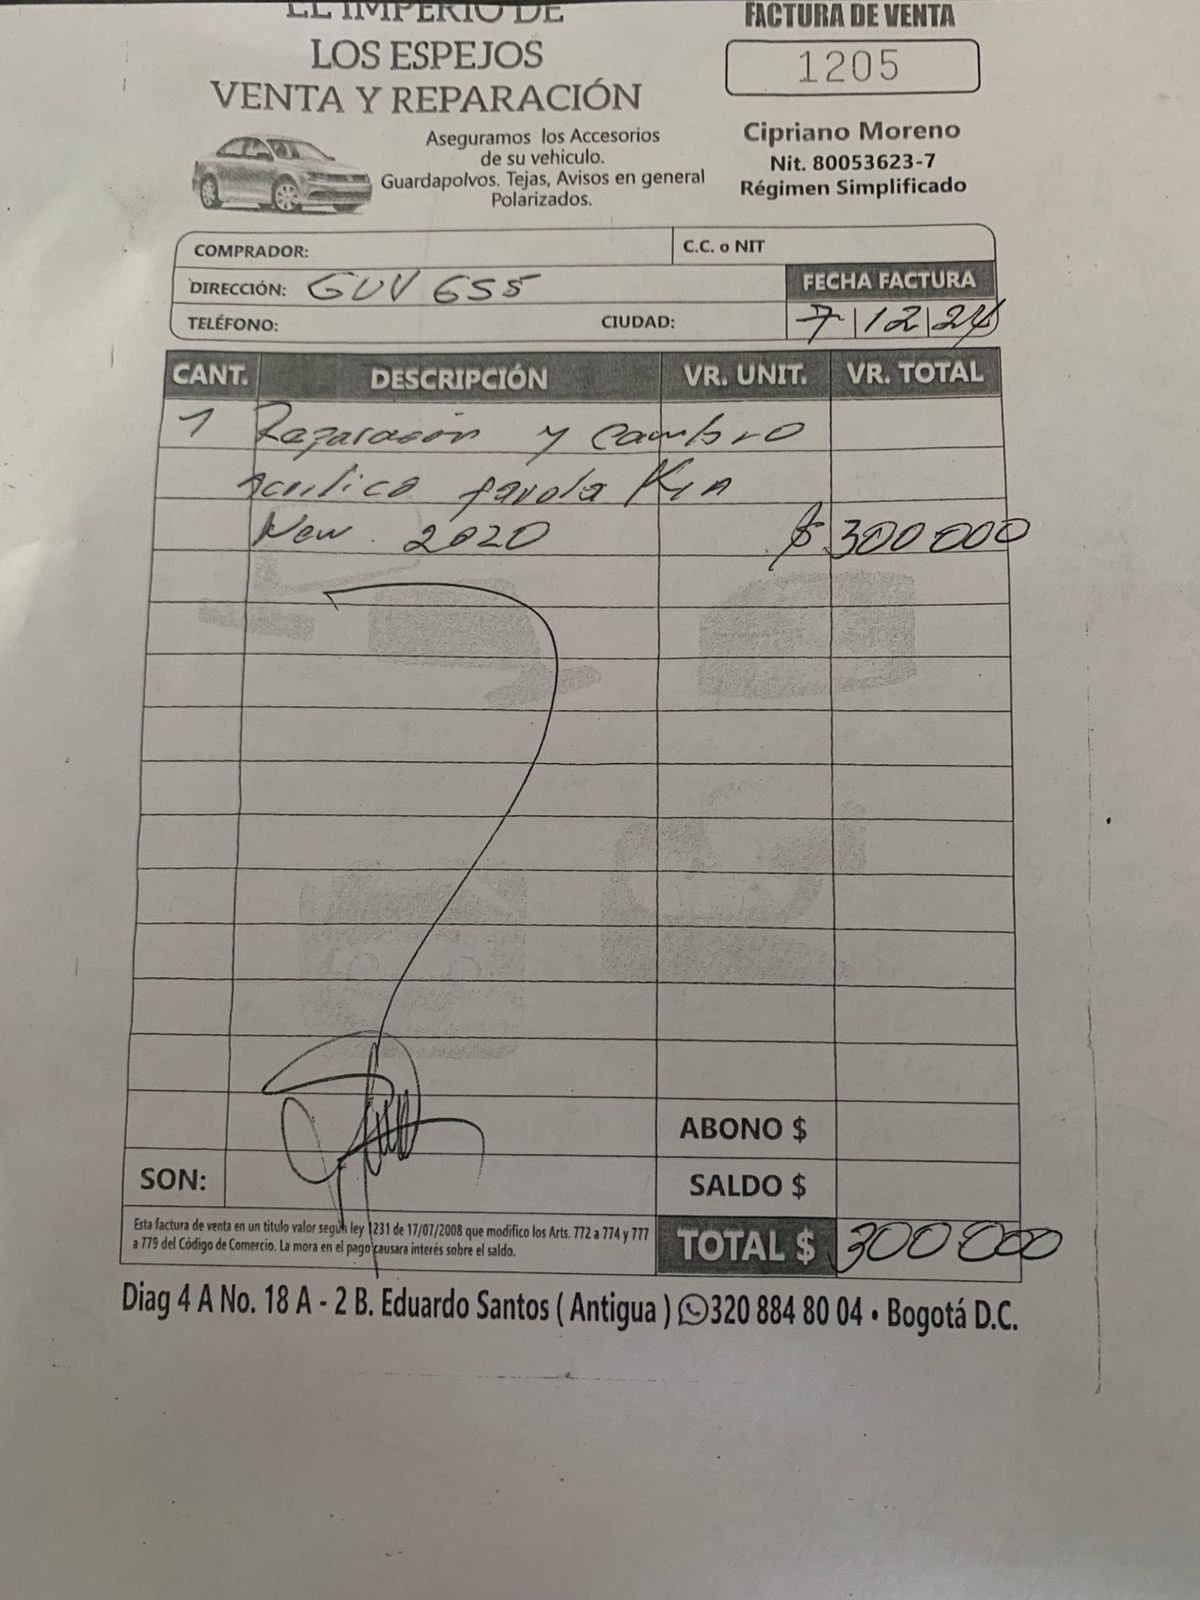 EL IMPERIO DE
LOS ESPEJOS
VENTA Y REPARACIÓN
Aseguramos los Accesorios
de su vehiculo.
Guardapolvos. Tejas, Avisos en general
Polarizados.
FACTURA DE VENTA
1205
Cipriano Moreno
Nit. 80053623-7
Régimen Simplificado
COMPRADOR:
C.C. o NIT
DIRECCIÓN: GUV 655
FECHA FACTURA
TELÉFONO: CIUDAD: 7 | 12 | 24
CANT. DESCRIPCIÓN VR. UNIT. VR. TOTAL
1 Reparación y cambio
acrilico farola KIA
New 2020 $ 300 000
ABONO $
SON: SALDO $
Esta factura de venta en un titulo valor según ley 1231 de 17/07/2008 que modifico los Arts. 772 a 774 y 777
a 779 del Código de Comercio. La mora en el pago causara interés sobre el saldo.
TOTAL $ 300 000
Diag 4 A No. 18 A - 2 B. Eduardo Santos ( Antigua ) 320 884 80 04 • Bogotá D.C.